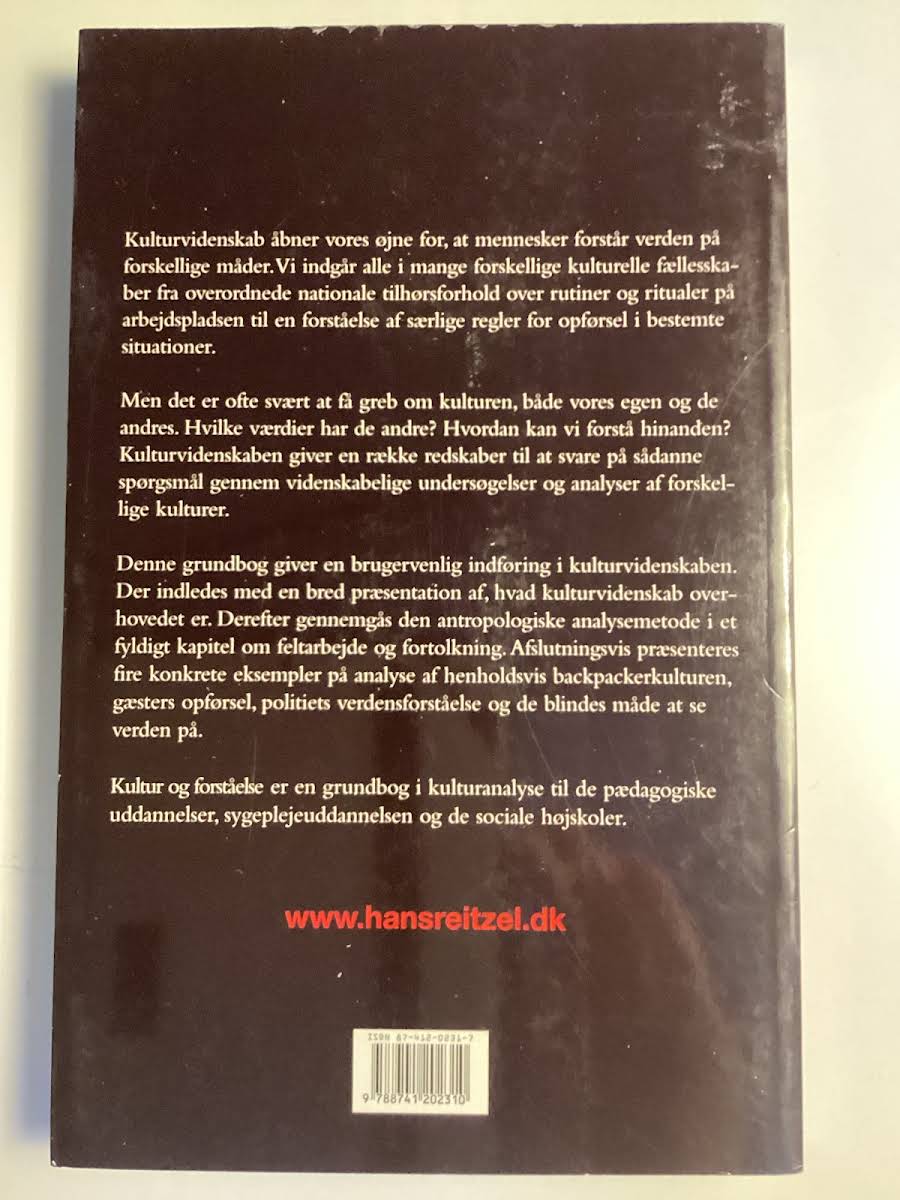 Kulturvidenskab åbner vores øjne for, at mennesker forstår verden på
forskellige måder. Vi indgår alle i mange forskellige kulturelle fællesska-
ber fra overordnede nationale tilhørsforhold over rutiner og ritualer på
arbejdspladsen til en forståelse af særlige regler for opførsel i bestemte
situationer.
Men det er ofte svært at få greb om kulturen, både vores egen og de
andres. Hvilke værdier har de andre? Hvordan kan vi forstå hinanden?
Kulturvidenskaben giver en række redskaber til at svare på sådanne
spørgsmål gennem videnskabelige undersøgelser og analyser af forskel-
lige kulturer.
Denne grundbog giver en brugervenlig indføring i kulturvidenskaben.
Der indledes med en bred præsentation af, hvad kulturvidenskab over-
hovedet er. Derefter gennemgås den antropologiske analysemetode i et
fyldigt kapitel om feltarbejde og fortolkning. Afslutningsvis præsenteres
fire konkrete eksempler på analyse af henholdsvis backpackerkulturen,
gæsters opførsel, politiets verdensforståelse og de blindes måde at se
verden på.
Kultur og forståelse er en grundbog i kulturanalyse til de pædagogiske
uddannelser, sygeplejeuddannelsen og de sociale højskoler.
www.hansreitzel.dk
ISBN 87-412-0231-7
9 788741 202310